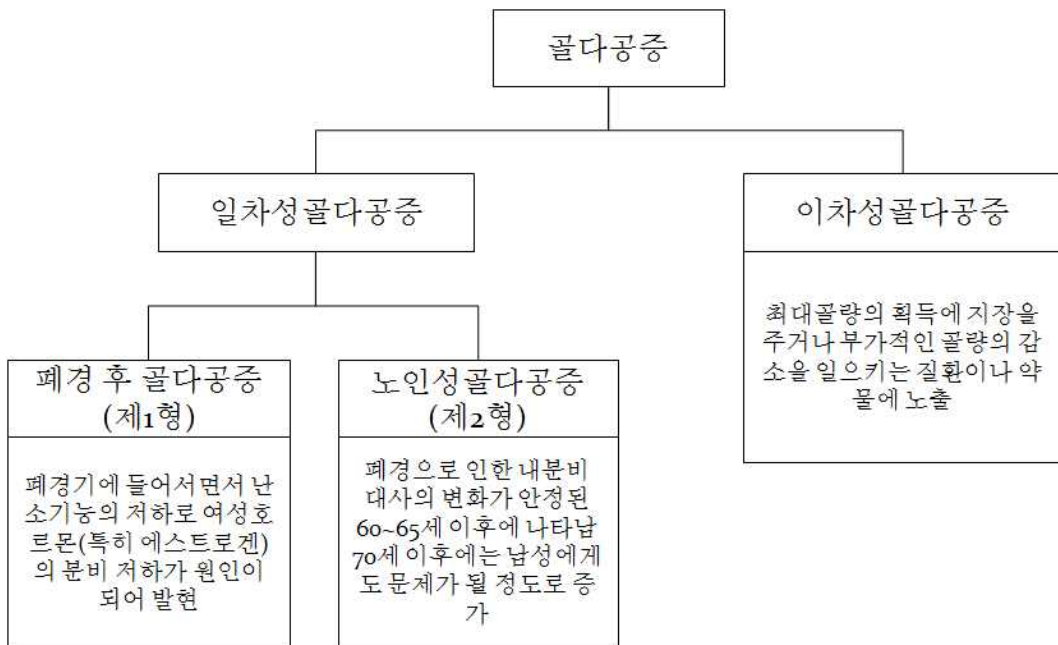 골다공증
일차성골다공증
이차성골다공증
최대골량의 획득에 지장을
주거나 부가적인 골량의 감
소을 일으키는 질환이나 약
물에 노출
폐경 후 골다공증
(제1형)
폐경기에 들어서면서 난
소기능의 저하로 여성호
르몬(특히 에스트로겐)
의 분비 저하가 원인이
되어 발현
노인성골다공증
(제2형)
폐경으로 인한 내분비
대사의 변화가 안정된
60~65세 이후에 나타남
70세 이후에는 남성에게
도 문제가 될 정도로 증
가